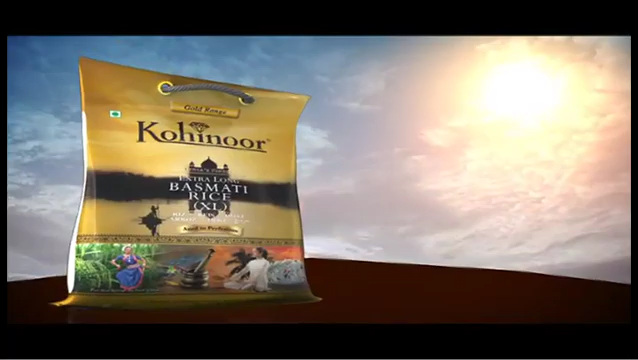 Gold Range
Kohinoor
EXTRA LONG
BASMATI
RICE
(XL)
Aged to Perfection